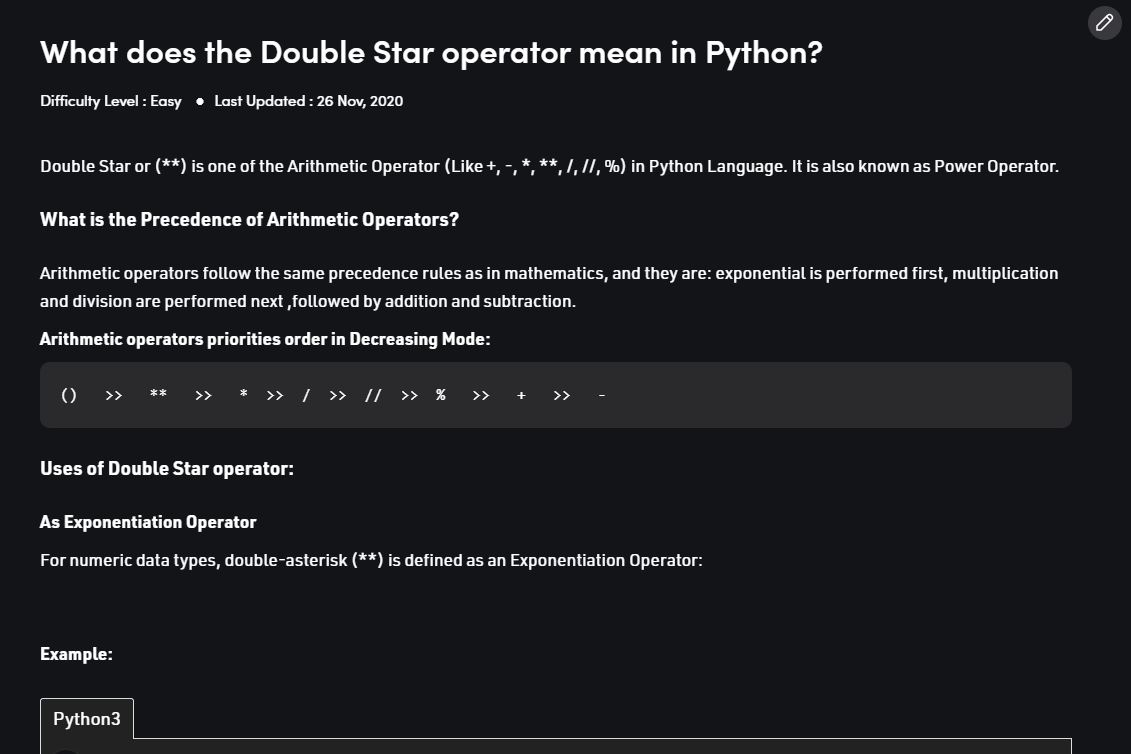 What does the Double Star operator mean in Python?
Difficulty Level : Easy ● Last Updated : 26 Nov, 2020
Double Star or (**) is one of the Arithmetic Operator (Like +, -, *, **, /, //, %) in Python Language. It is also known as Power Operator.
What is the Precedence of Arithmetic Operators?
Arithmetic operators follow the same precedence rules as in mathematics, and they are: exponential is performed first, multiplication
and division are performed next ,followed by addition and subtraction.
Arithmetic operators priorities order in Decreasing Mode:
() >> ** >> * >> / >> // >> % >> + >> -
Uses of Double Star operator:
As Exponentiation Operator
For numeric data types, double-asterisk (**) is defined as an Exponentiation Operator:
Example:
Python3